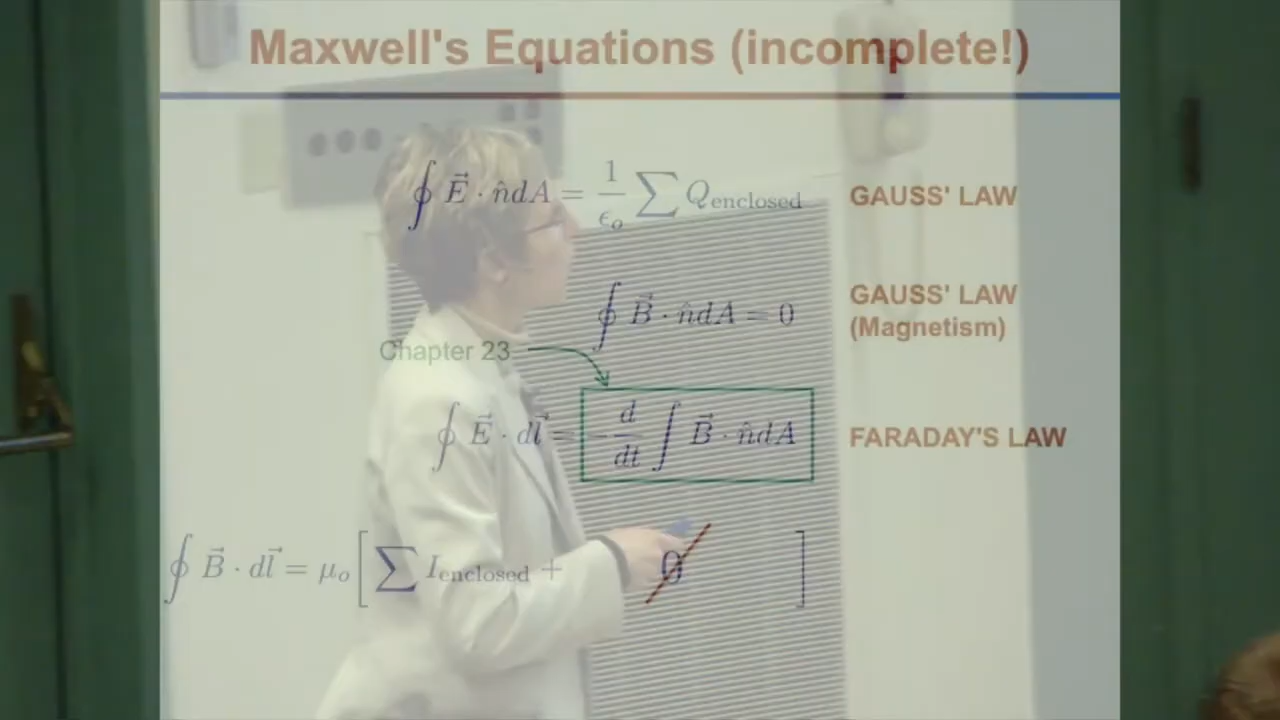 Maxwell's Equations (incomplete!)
∮ E⃗ · n̂dA = 1/ϵ₀ ∑ Q_enclosed GAUSS' LAW
∮ B⃗ · n̂dA = 0 GAUSS' LAW
(Magnetism)
Chapter 23
∮ E⃗ · dl⃗ = − d/dt ∫ B⃗ · n̂dA FARADAY'S LAW
∮ B⃗ · dl⃗ = μ₀ [ ∑ I_enclosed + 0 ]